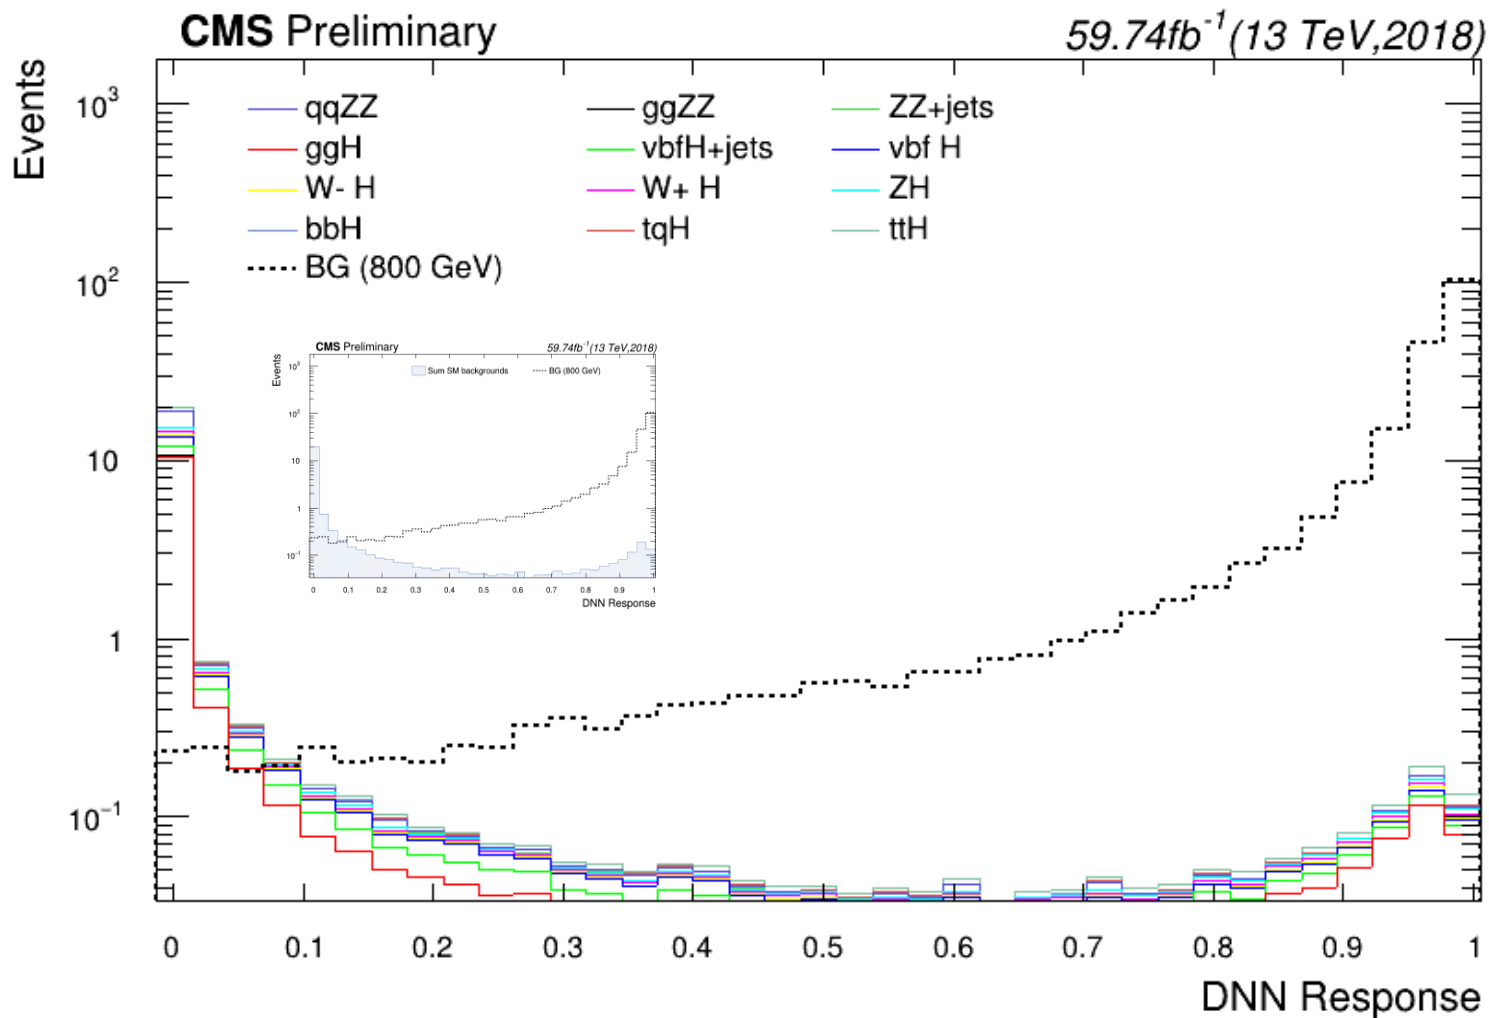 CMS Preliminary 59.74fb⁻¹(13 TeV,2018)
Events
10³
10²
10
1
10⁻¹
qqZZ ggZZ ZZ+jets
ggH vbfH+jets vbf H
W- H W+ H ZH
bbH tqH ttH
BG (800 GeV)
CMS Preliminary 59.74fb⁻¹(13 TeV,2018)
Events
Sum SM backgrounds BG (800 GeV)
10³
10²
10
1
10⁻¹
0 0.1 0.2 0.3 0.4 0.5 0.6 0.7 0.8 0.9 1
DNN Response
0 0.1 0.2 0.3 0.4 0.5 0.6 0.7 0.8 0.9 1
DNN Response